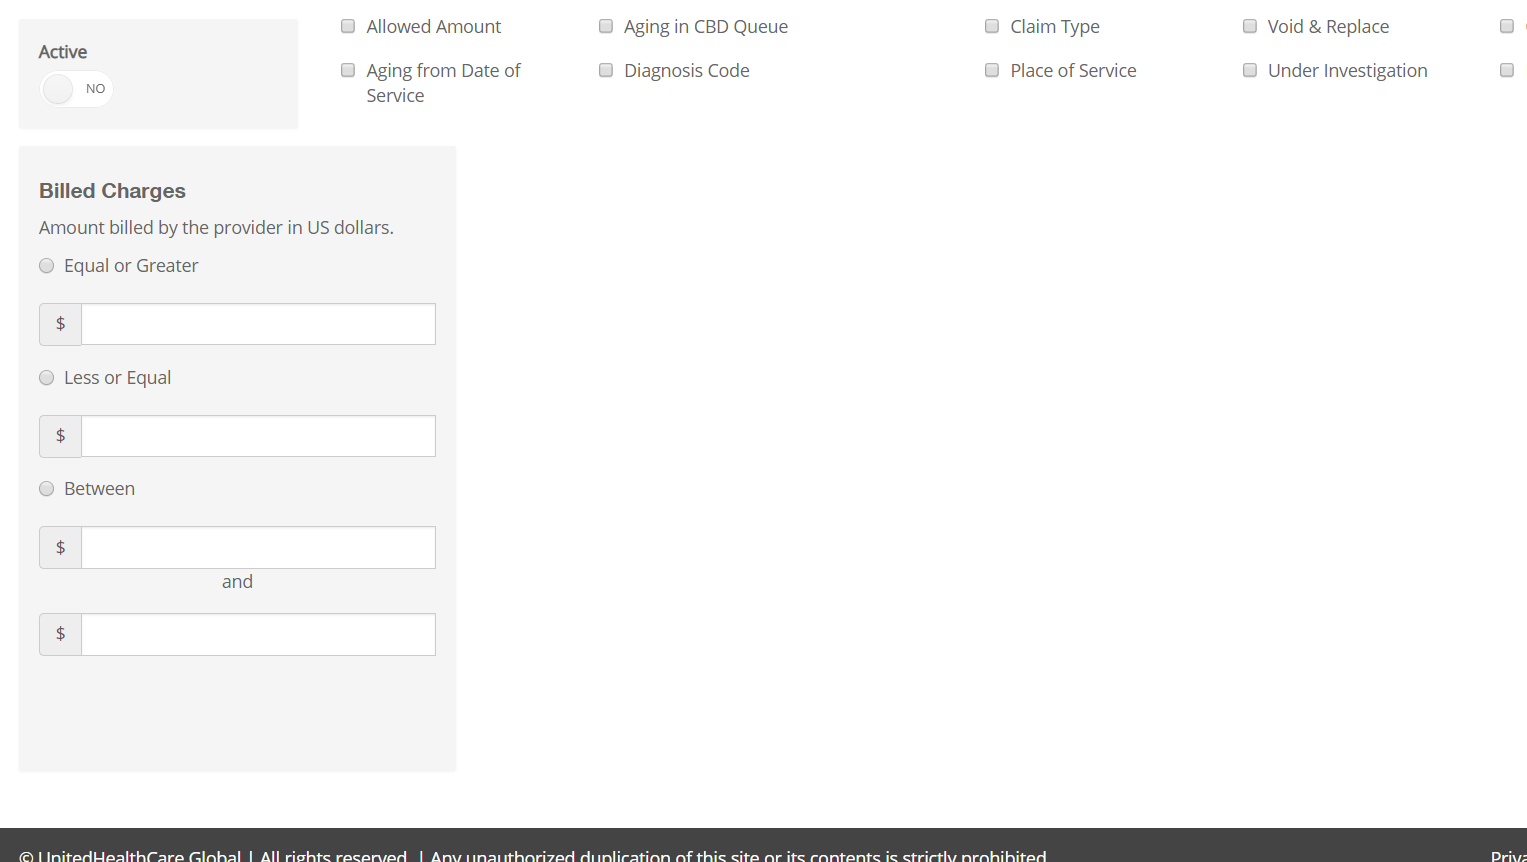 Allowed Amount
Aging in CBD Queue
Claim Type
Void & Replace
Active
NO
Aging from Date of
Service
Diagnosis Code
Place of Service
Under Investigation
Billed Charges
Amount billed by the provider in US dollars.
Equal or Greater
$
Less or Equal
$
Between
$
and
$
© UnitedHealthCare Global | All rights reserved. | Any unauthorized duplication of this site or its contents is strictly prohibited